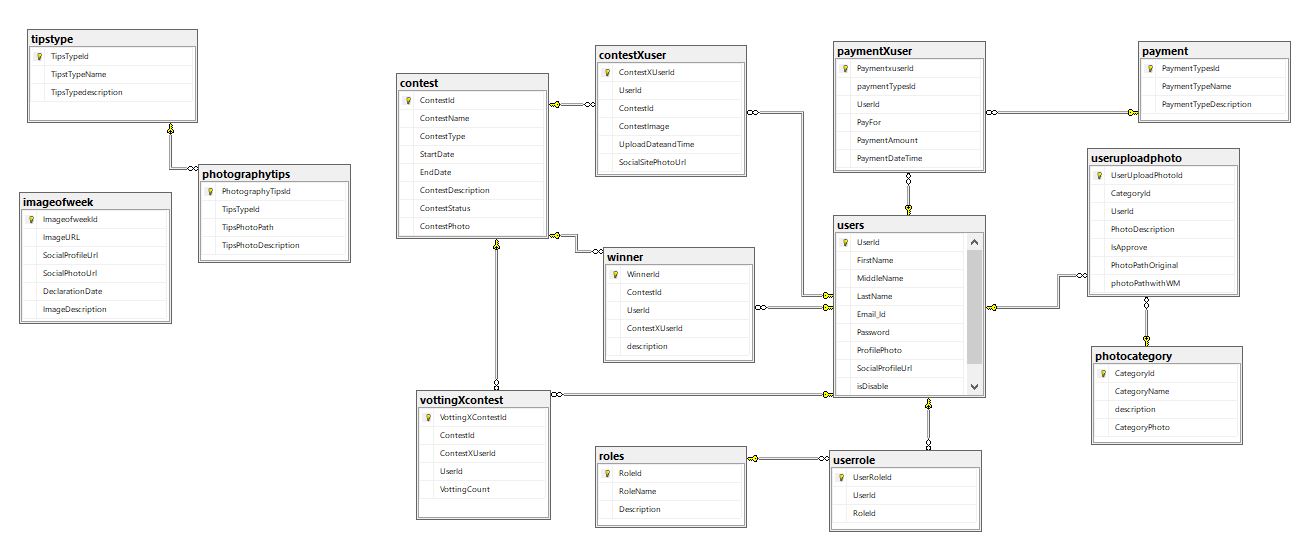 tipstype
TipsTypeId
TipstTypeName
TipsTypedescription
photographytips
PhotographyTipsId
TipsTypeId
TipsPhotoPath
TipsPhotoDescription
imageofweek
ImageofweekId
ImageURL
SocialProfileUrl
SocialPhotoUrl
DeclarationDate
ImageDescription
contest
ContestId
ContestName
ContestType
StartDate
EndDate
ContestDescription
ContestStatus
ContestPhoto
contestXuser
ContestXUserId
UserId
ContestId
ContestImage
UploadDateandTime
SocialSitePhotoUrl
winner
WinnerId
ContestId
UserId
ContestXUserId
description
vottingXcontest
VottingXContestId
ContestId
ContestXUserId
UserId
VottingCount
roles
RoleId
RoleName
Description
paymentXuser
PaymentxuserId
paymentTypesId
UserId
PayFor
PaymentAmount
PaymentDateTime
users
UserId
FirstName
MiddleName
LastName
Email_Id
Password
ProfilePhoto
SocialProfileUrl
isDisable
userrole
UserRoleId
UserId
RoleId
payment
PaymentTypesId
PaymentTypeName
PaymentTypeDescription
useruploadphoto
UserUploadPhotoId
CategoryId
UserId
PhotoDescription
IsApprove
PhotoPathOriginal
photoPathwithWM
photocategory
CategoryId
CategoryName
description
CategoryPhoto